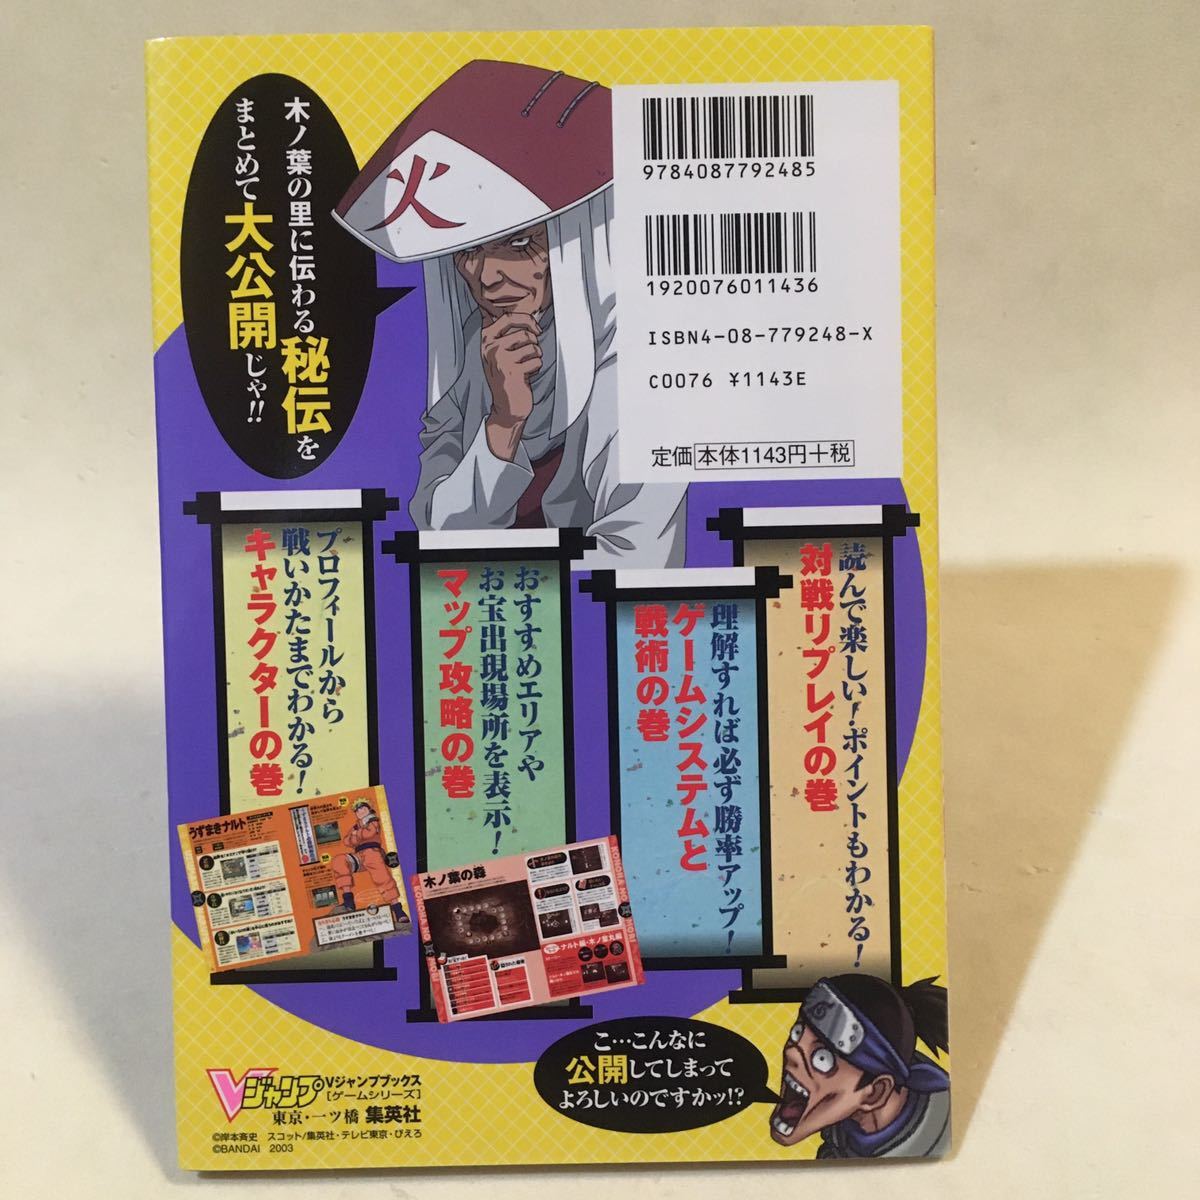 木ノ葉の里に伝わる秘伝を
まとめて大公開じゃ!!
火
9784087792485
1920076011436
ISBN4-08-779248-X
C0076 ¥1143E
定価 本体1143円+税
読んで楽しい!ポイントもわかる!
対戦リプレイの巻
理解すれば必ず勝率アップ!
ゲームシステムと
戦術の巻
おすすめエリアや
お宝出現場所を表示!
マップ攻略の巻
プロフィールから
戦いかたまでわかる!
キャラクターの巻
うずまきナルト
木ノ葉の森
ナルト編・木ノ葉丸編
こ…こんなに
公開してしまって
よろしいのですかッ!?
Vジャンプ
Vジャンプブックス
[ゲームシリーズ]
東京・一ツ橋 集英社
©岸本斉史 スコット/集英社・テレビ東京・ぴえろ
©BANDAI 2003